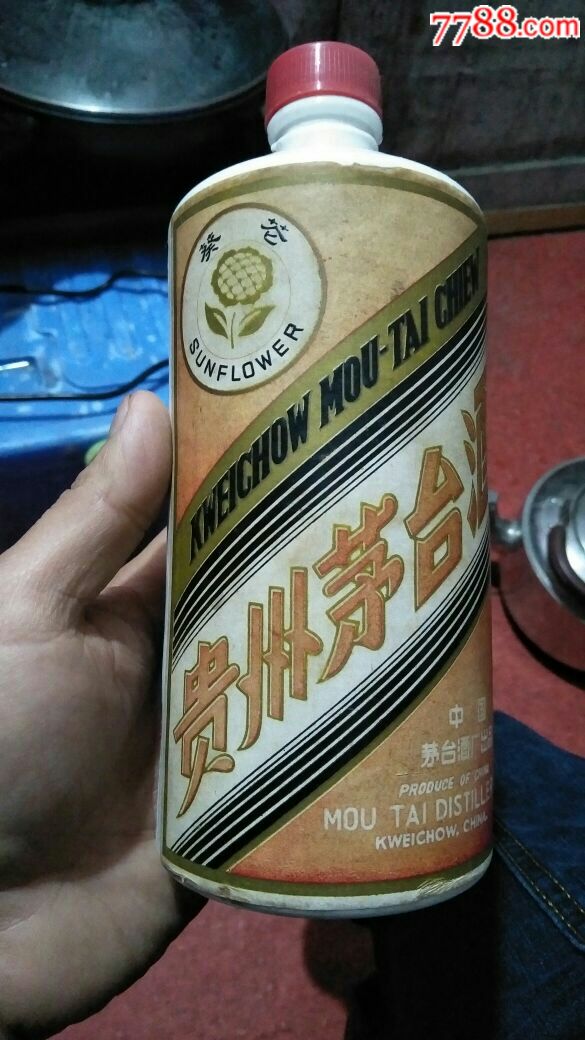 7788.com
葵花
SUNFLOWER
KWEICHOW MOU-TAI CHIEW
贵州茅台酒
中国
茅台酒厂出
PRODUCE OF CHINA
MOU TAI DISTILLE
KWEICHOW, CHINA